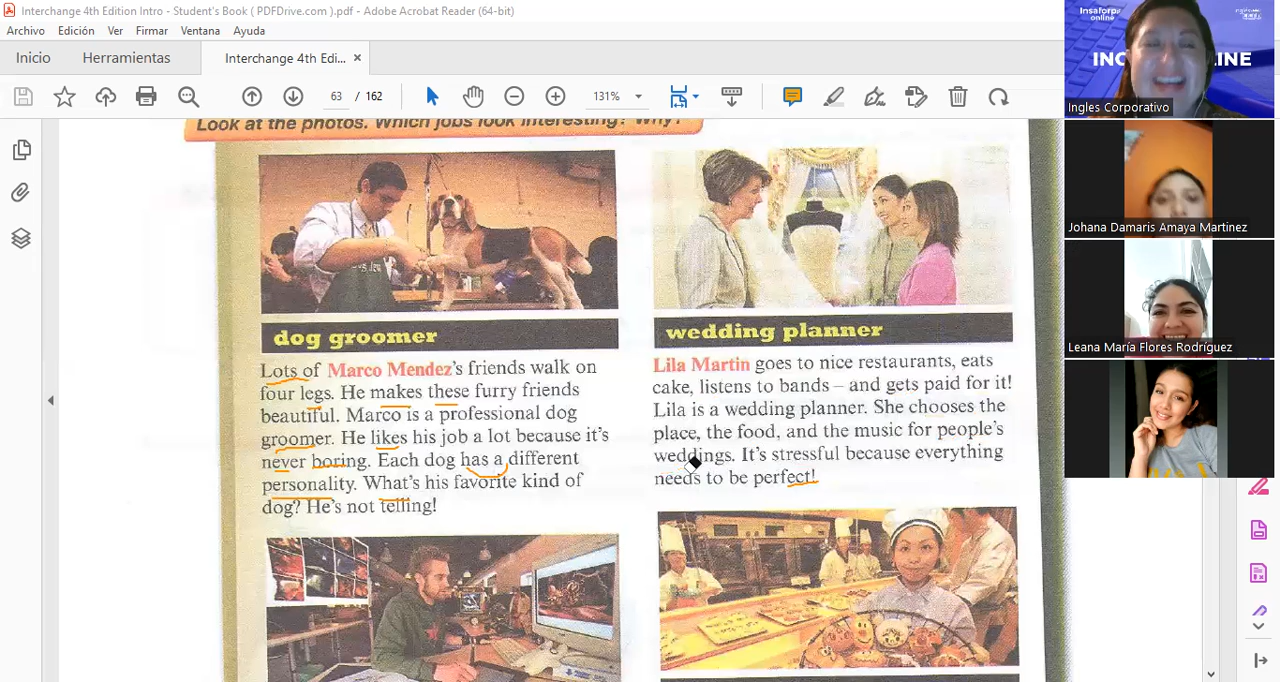 Interchange 4th Edition Intro - Student's Book ( PDFDrive.com ).pdf - Adobe Acrobat Reader (64-bit)
Archivo Edición Ver Firmar Ventana Ayuda
Inicio Herramientas Interchange 4th Edi... ×
63 / 162 131%
Look at the photos. Which jobs look interesting? Why?
dog groomer
Lots of Marco Mendez's friends walk on
four legs. He makes these furry friends
beautiful. Marco is a professional dog
groomer. He likes his job a lot because it's
never boring. Each dog has a different
personality. What's his favorite kind of
dog? He's not telling!
wedding planner
Lila Martin goes to nice restaurants, eats
cake, listens to bands – and gets paid for it!
Lila is a wedding planner. She chooses the
place, the food, and the music for people's
weddings. It's stressful because everything
needs to be perfect!
Insaforp
online
Ingles Corporativo
Johana Damaris Amaya Martinez
Leana María Flores Rodríguez